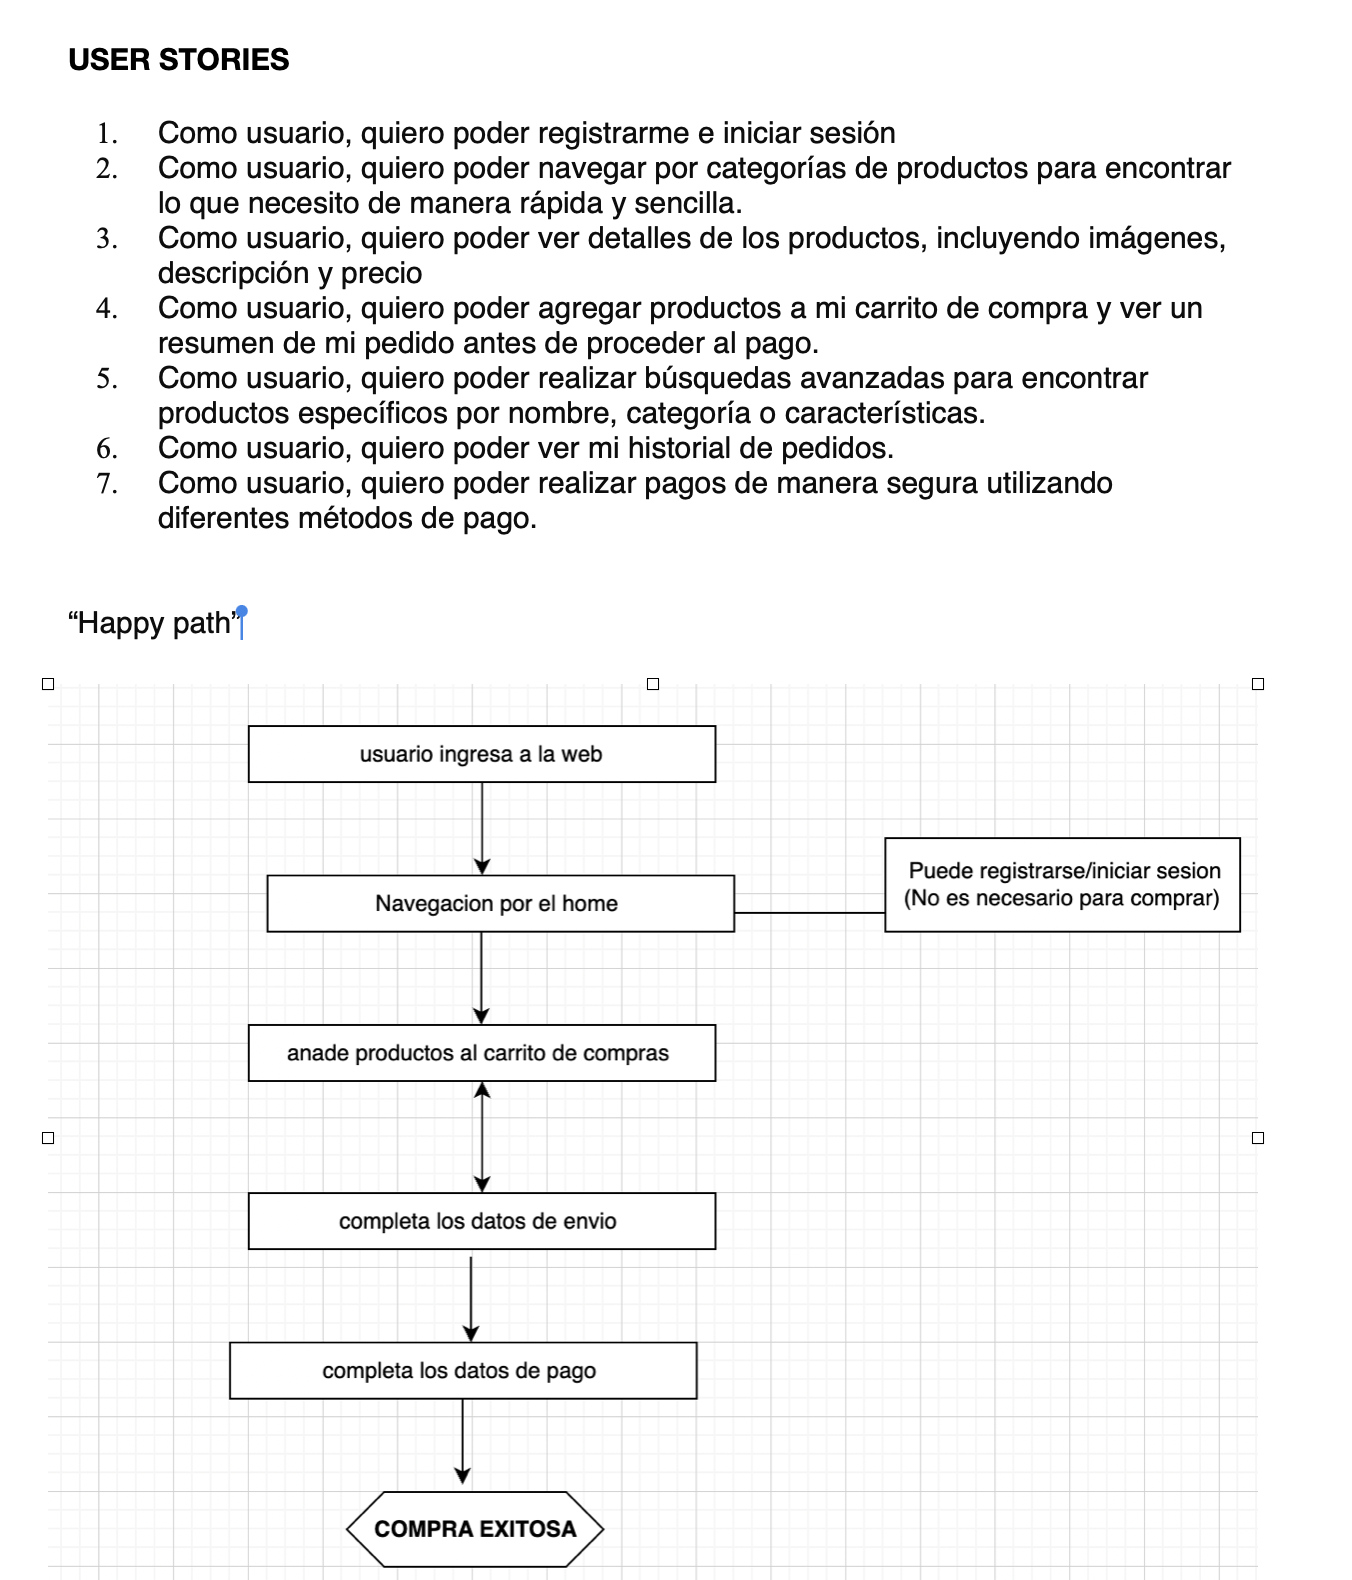 USER STORIES
1. Como usuario, quiero poder registrarme e iniciar sesión
2. Como usuario, quiero poder navegar por categorías de productos para encontrar
lo que necesito de manera rápida y sencilla.
3. Como usuario, quiero poder ver detalles de los productos, incluyendo imágenes,
descripción y precio
4. Como usuario, quiero poder agregar productos a mi carrito de compra y ver un
resumen de mi pedido antes de proceder al pago.
5. Como usuario, quiero poder realizar búsquedas avanzadas para encontrar
productos específicos por nombre, categoría o características.
6. Como usuario, quiero poder ver mi historial de pedidos.
7. Como usuario, quiero poder realizar pagos de manera segura utilizando
diferentes métodos de pago.
“Happy path”
usuario ingresa a la web
Puede registrarse/iniciar sesion
(No es necesario para comprar)
Navegacion por el home
anade productos al carrito de compras
completa los datos de envio
completa los datos de pago
COMPRA EXITOSA